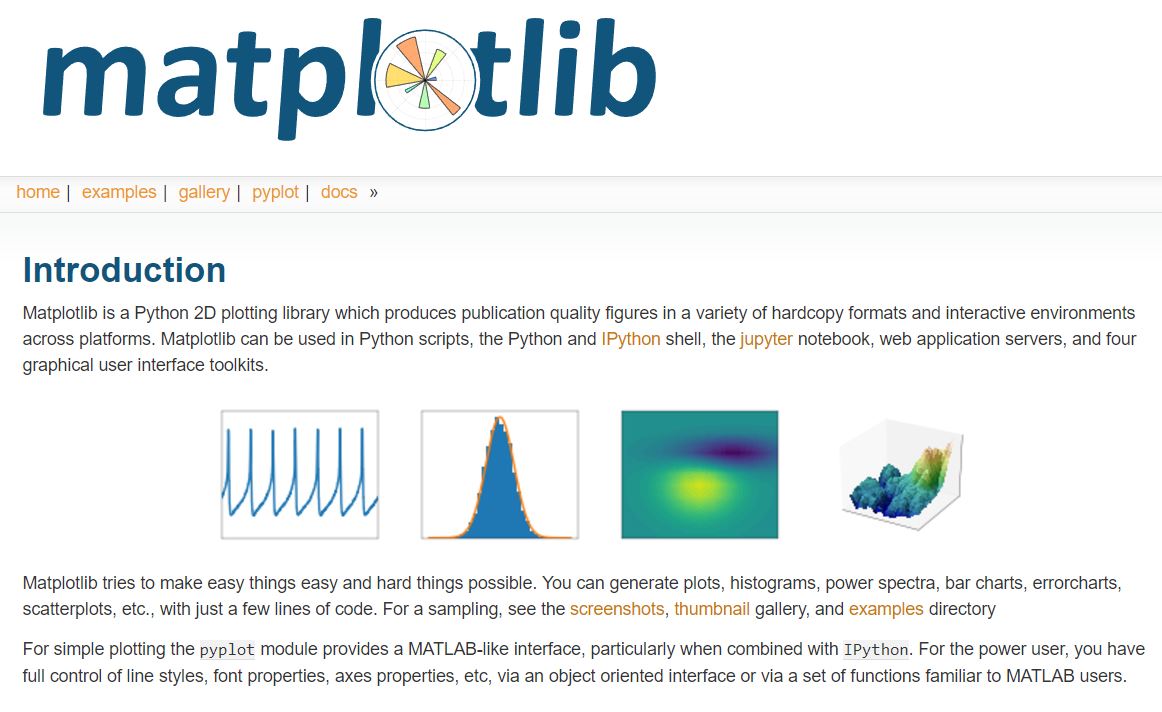 matplotlib
home | examples | gallery | pyplot | docs »
Introduction
Matplotlib is a Python 2D plotting library which produces publication quality figures in a variety of hardcopy formats and interactive environments
across platforms. Matplotlib can be used in Python scripts, the Python and IPython shell, the jupyter notebook, web application servers, and four
graphical user interface toolkits.
Matplotlib tries to make easy things easy and hard things possible. You can generate plots, histograms, power spectra, bar charts, errorcharts,
scatterplots, etc., with just a few lines of code. For a sampling, see the screenshots, thumbnail gallery, and examples directory
For simple plotting the pyplot module provides a MATLAB-like interface, particularly when combined with IPython. For the power user, you have
full control of line styles, font properties, axes properties, etc, via an object oriented interface or via a set of functions familiar to MATLAB users.